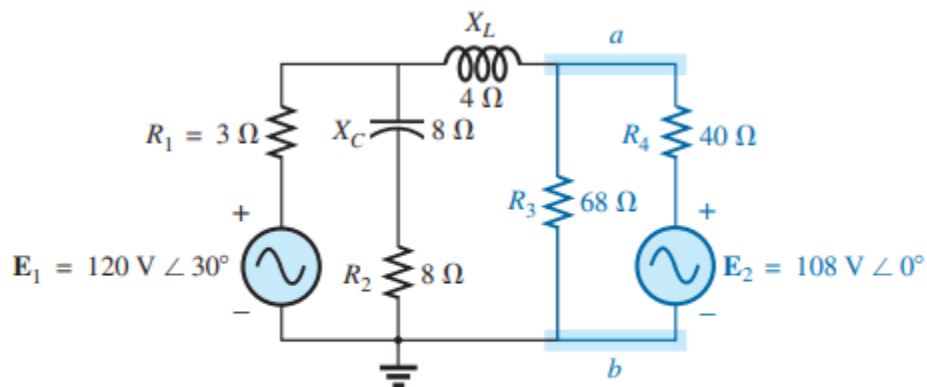 X_L
a
4 Ω
R_1 = 3 Ω
X_C
8 Ω
R_4
40 Ω
R_3
68 Ω
+
+
E_1 = 120 V ∠ 30°
R_2
8 Ω
E_2 = 108 V ∠ 0°
−
−
b